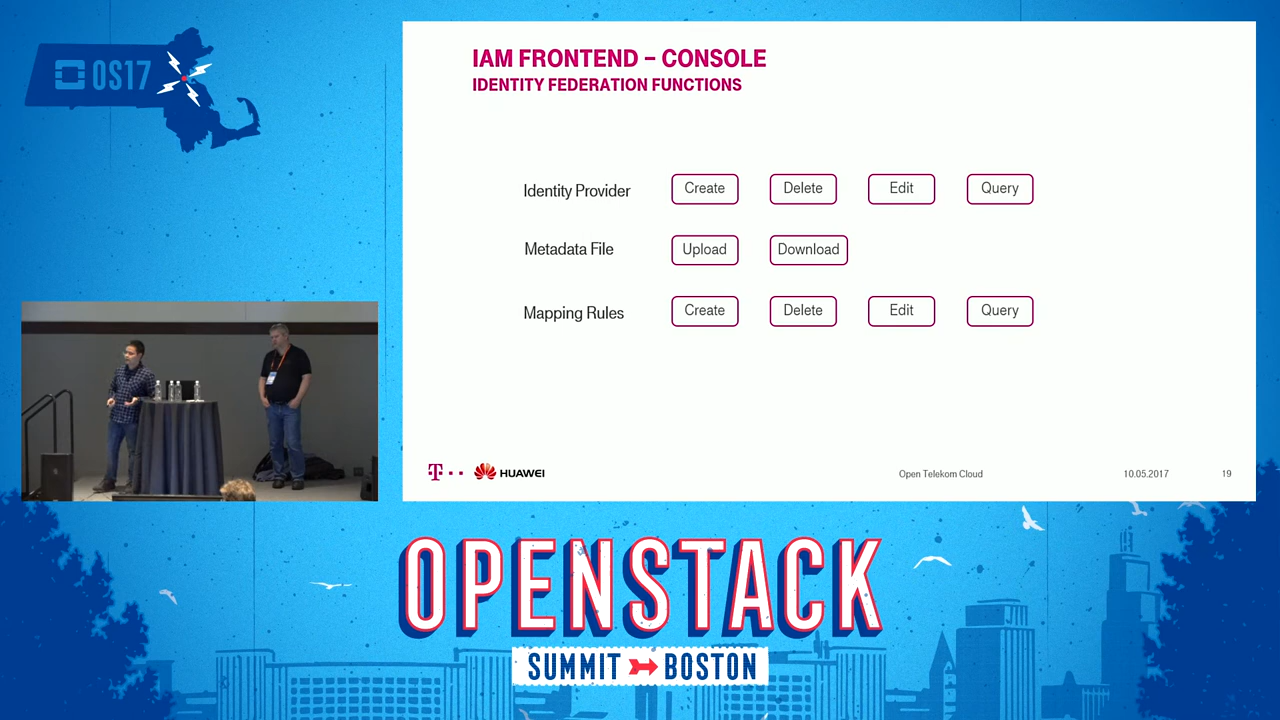 OS17
IAM FRONTEND – CONSOLE
IDENTITY FEDERATION FUNCTIONS
Identity Provider Create Delete Edit Query
Metadata File Upload Download
Mapping Rules Create Delete Edit Query
T HUAWEI Open Telekom Cloud 10.05.2017 19
OPENSTACK
SUMMIT BOSTON